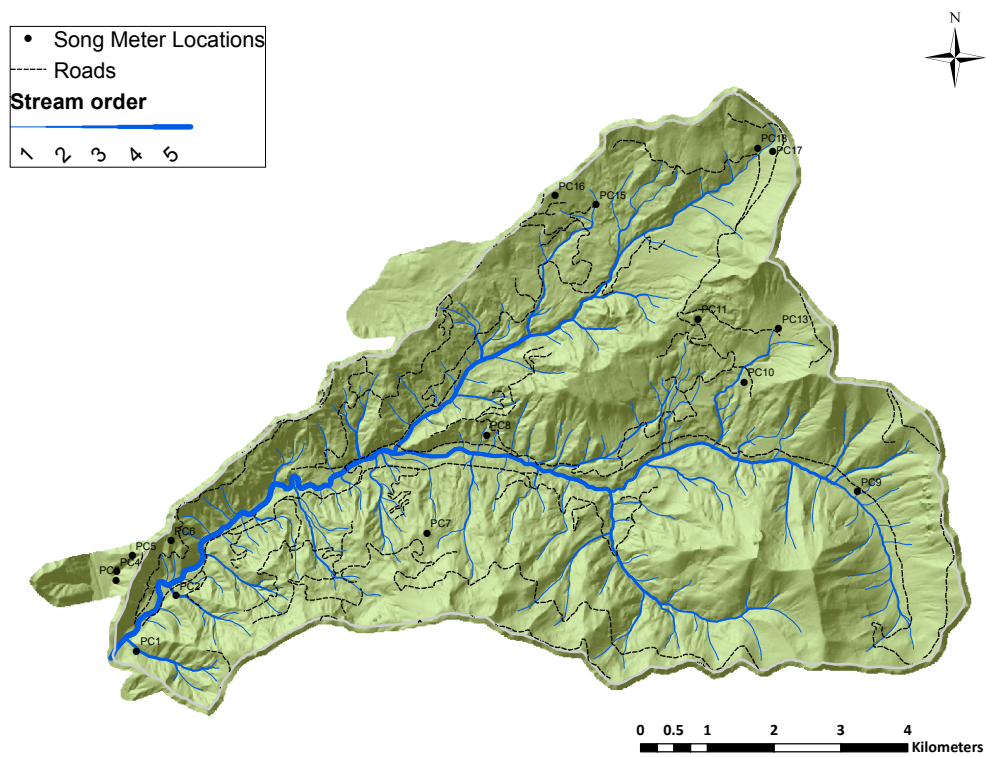 N
Song Meter Locations
Roads
Stream order
1 2 3 4 5
PC18
PC17
PC16
PC15
PC11
PC13
PC10
PC8
PC9
PC7
PC6
PC5
PC4
PC2
PC1
0 0.5 1 2 3 4
Kilometers